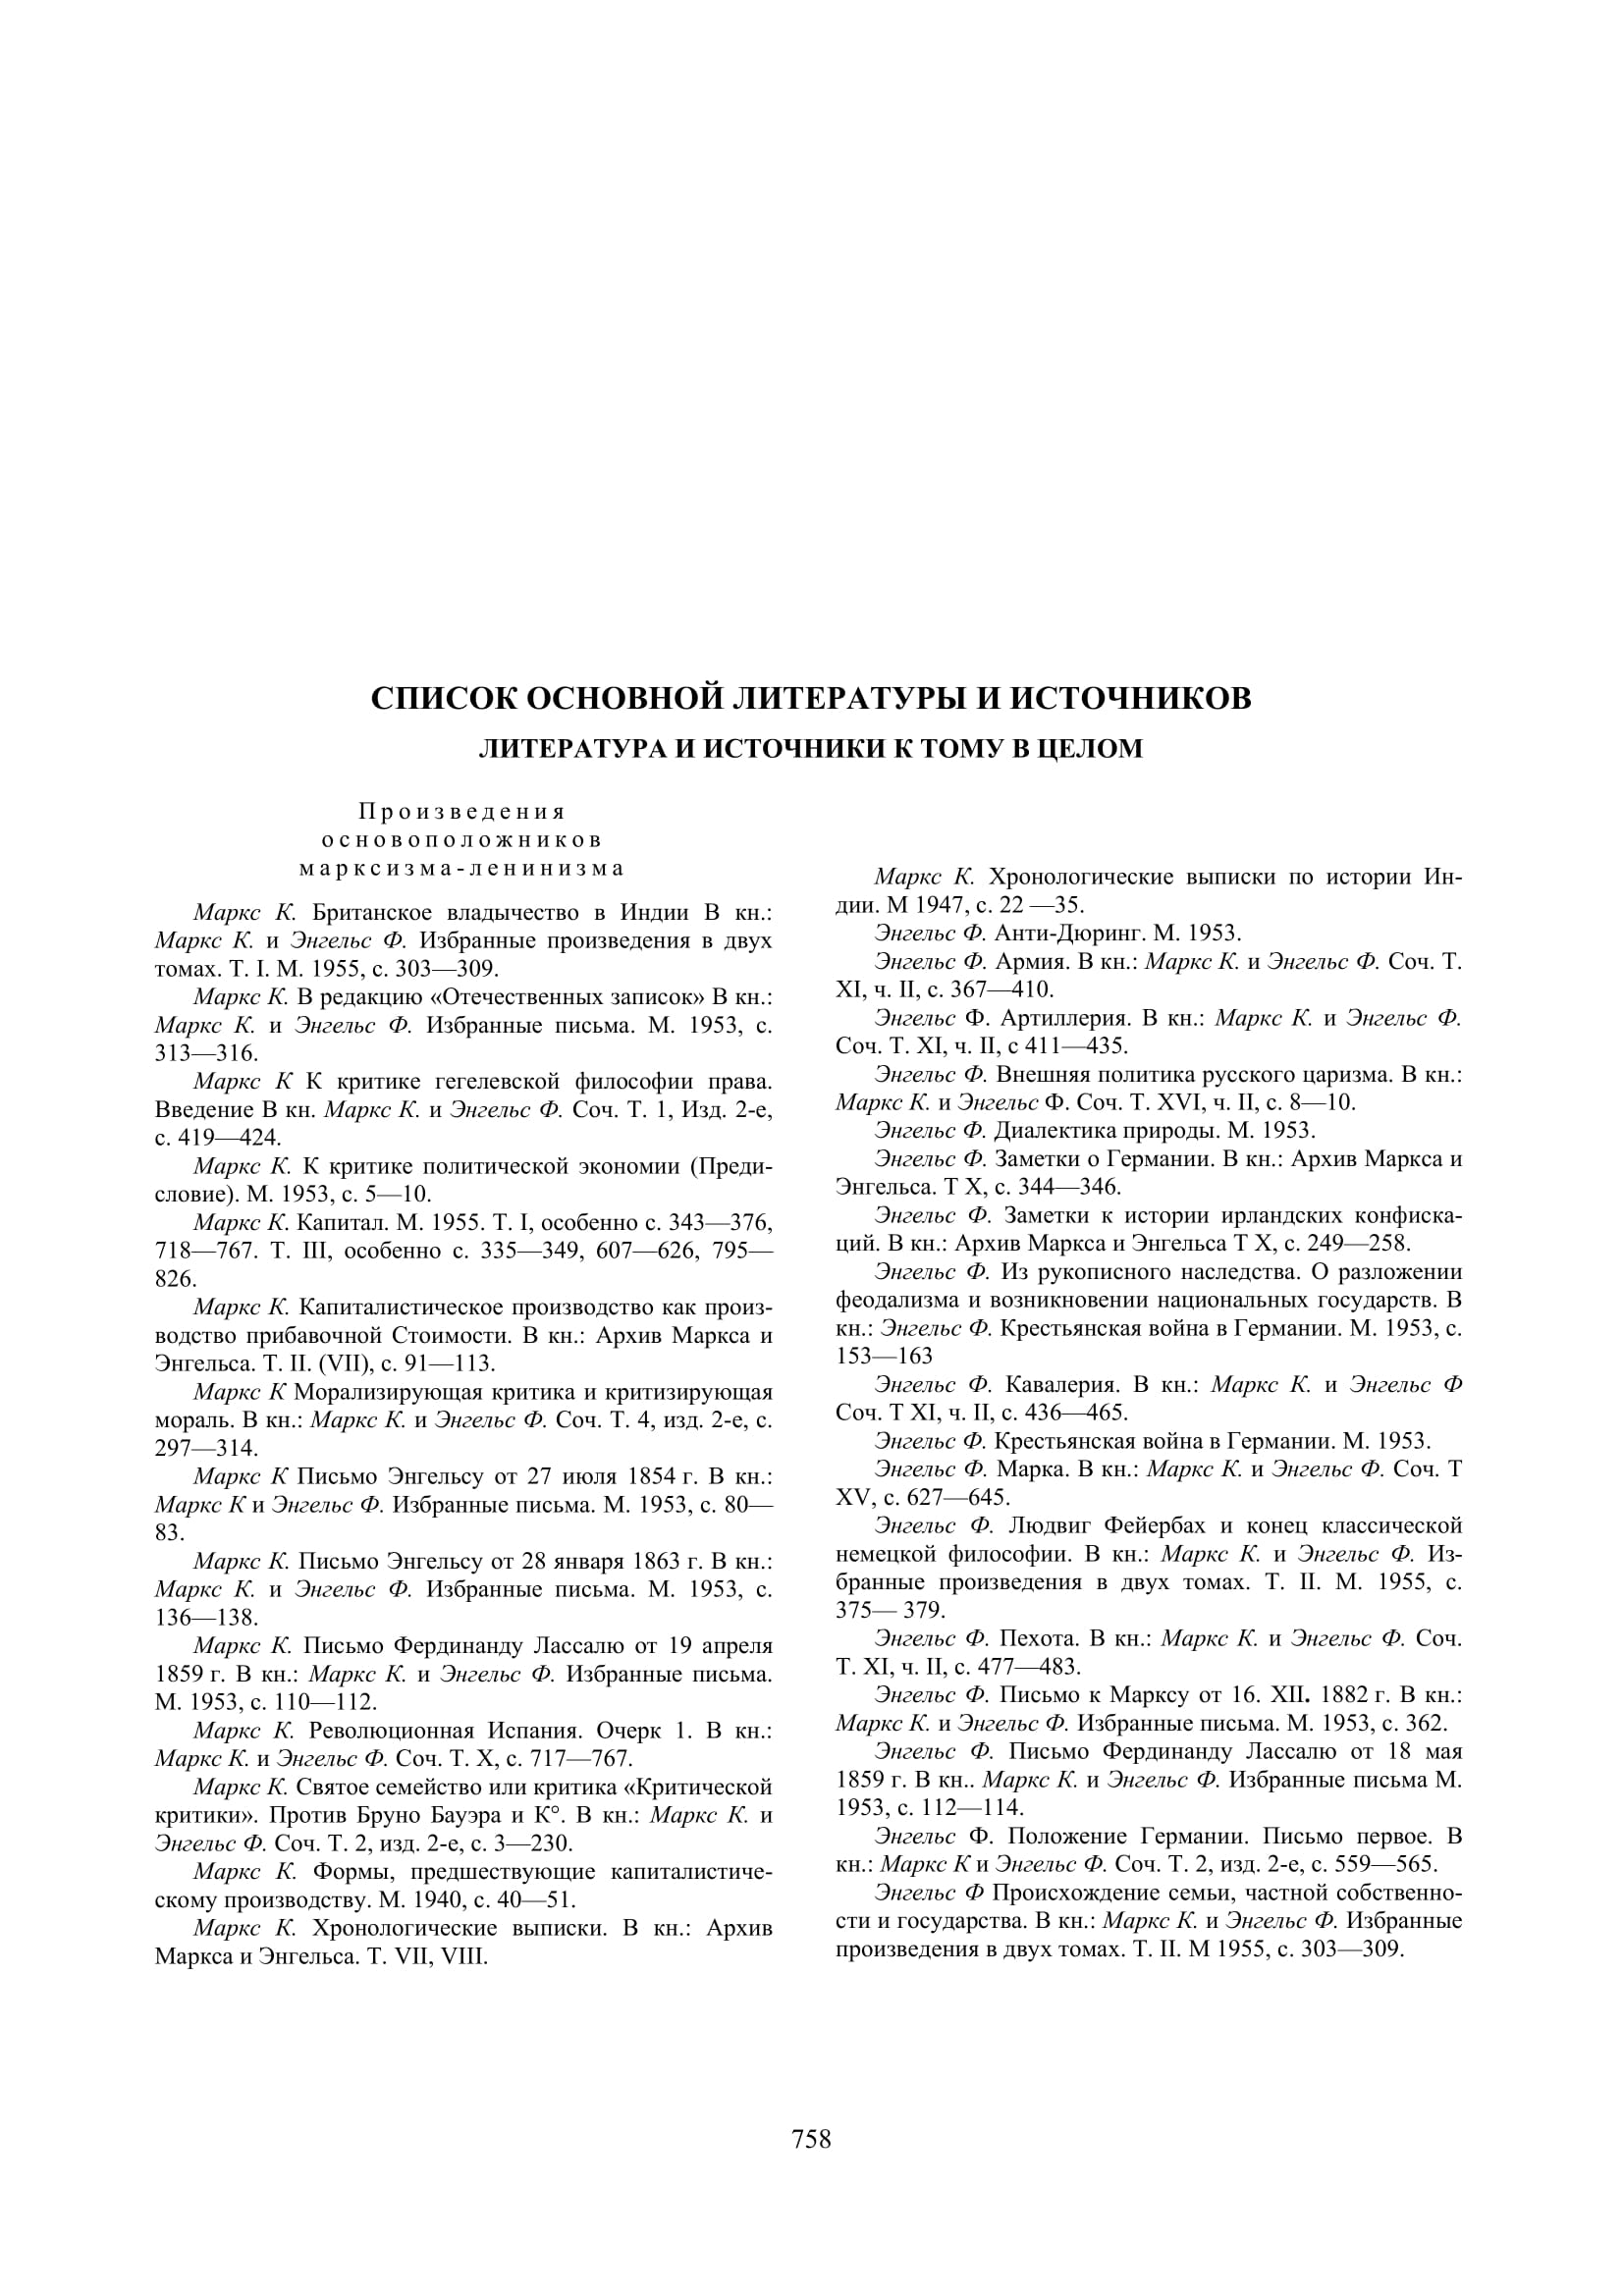 СПИСОК ОСНОВНОЙ ЛИТЕРАТУРЫ И ИСТОЧНИКОВ
ЛИТЕРАТУРА И ИСТОЧНИКИ К ТОМУ В ЦЕЛОМ
Произведения
основоположников
марксизма-ленинизма
Маркс К. Британское владычество в Индии В кн.:
Маркс К. и Энгельс Ф. Избранные произведения в двух
томах. Т. I. М. 1955, с. 303—309.
Маркс К. В редакцию «Отечественных записок» В кн.:
Маркс К. и Энгельс Ф. Избранные письма. М. 1953, с.
313—316.
Маркс К К критике гегелевской философии права.
Введение В кн. Маркс К. и Энгельс Ф. Соч. Т. 1, Изд. 2-е,
с. 419—424.
Маркс К. К критике политической экономии (Преди-
словие). М. 1953, с. 5—10.
Маркс К. Капитал. М. 1955. Т. I, особенно с. 343—376,
718—767. Т. III, особенно с. 335—349, 607—626, 795—
826.
Маркс К. Капиталистическое производство как произ-
водство прибавочной Стоимости. В кн.: Архив Маркса и
Энгельса. Т. II. (VII), с. 91—113.
Маркс К Морализирующая критика и критизирующая
мораль. В кн.: Маркс К. и Энгельс Ф. Соч. Т. 4, изд. 2-е, с.
297—314.
Маркс К Письмо Энгельсу от 27 июля 1854 г. В кн.:
Маркс К и Энгельс Ф. Избранные письма. М. 1953, с. 80—
83.
Маркс К. Письмо Энгельсу от 28 января 1863 г. В кн.:
Маркс К. и Энгельс Ф. Избранные письма. М. 1953, с.
136—138.
Маркс К. Письмо Фердинанду Лассалю от 19 апреля
1859 г. В кн.: Маркс К. и Энгельс Ф. Избранные письма.
М. 1953, с. 110—112.
Маркс К. Революционная Испания. Очерк 1. В кн.:
Маркс К. и Энгельс Ф. Соч. Т. X, с. 717—767.
Маркс К. Святое семейство или критика «Критической
критики». Против Бруно Бауэра и К°. В кн.: Маркс К. и
Энгельс Ф. Соч. Т. 2, изд. 2-е, с. 3—230.
Маркс К. Формы, предшествующие капиталистиче-
скому производству. М. 1940, с. 40—51.
Маркс К. Хронологические выписки. В кн.: Архив
Маркса и Энгельса. Т. VII, VIII.
Маркс К. Хронологические выписки по истории Ин-
дии. М 1947, с. 22 —35.
Энгельс Ф. Анти-Дюринг. М. 1953.
Энгельс Ф. Армия. В кн.: Маркс К. и Энгельс Ф. Соч. Т.
XI, ч. II, с. 367—410.
Энгельс Ф. Артиллерия. В кн.: Маркс К. и Энгельс Ф.
Соч. Т. XI, ч. II, с 411—435.
Энгельс Ф. Внешняя политика русского царизма. В кн.:
Маркс К. и Энгельс Ф. Соч. Т. XVI, ч. II, с. 8—10.
Энгельс Ф. Диалектика природы. М. 1953.
Энгельс Ф. Заметки о Германии. В кн.: Архив Маркса и
Энгельса. Т X, с. 344—346.
Энгельс Ф. Заметки к истории ирландских конфиска-
ций. В кн.: Архив Маркса и Энгельса Т X, с. 249—258.
Энгельс Ф. Из рукописного наследства. О разложении
феодализма и возникновении национальных государств. В
кн.: Энгельс Ф. Крестьянская война в Германии. М. 1953, с.
153—163
Энгельс Ф. Кавалерия. В кн.: Маркс К. и Энгельс Ф
Соч. Т XI, ч. II, с. 436—465.
Энгельс Ф. Крестьянская война в Германии. М. 1953.
Энгельс Ф. Марка. В кн.: Маркс К. и Энгельс Ф. Соч. Т
XV, с. 627—645.
Энгельс Ф. Людвиг Фейербах и конец классической
немецкой философии. В кн.: Маркс К. и Энгельс Ф. Из-
бранные произведения в двух томах. Т. II. М. 1955, с.
375— 379.
Энгельс Ф. Пехота. В кн.: Маркс К. и Энгельс Ф. Соч.
Т. XI, ч. II, с. 477—483.
Энгельс Ф. Письмо к Марксу от 16. XII. 1882 г. В кн.:
Маркс К. и Энгельс Ф. Избранные письма. М. 1953, с. 362.
Энгельс Ф. Письмо Фердинанду Лассалю от 18 мая
1859 г. В кн.. Маркс К. и Энгельс Ф. Избранные письма М.
1953, с. 112—114.
Энгельс Ф. Положение Германии. Письмо первое. В
кн.: Маркс К и Энгельс Ф. Соч. Т. 2, изд. 2-е, с. 559—565.
Энгельс Ф Происхождение семьи, частной собственно-
сти и государства. В кн.: Маркс К. и Энгельс Ф. Избранные
произведения в двух томах. Т. II. М 1955, с. 303—309.
758